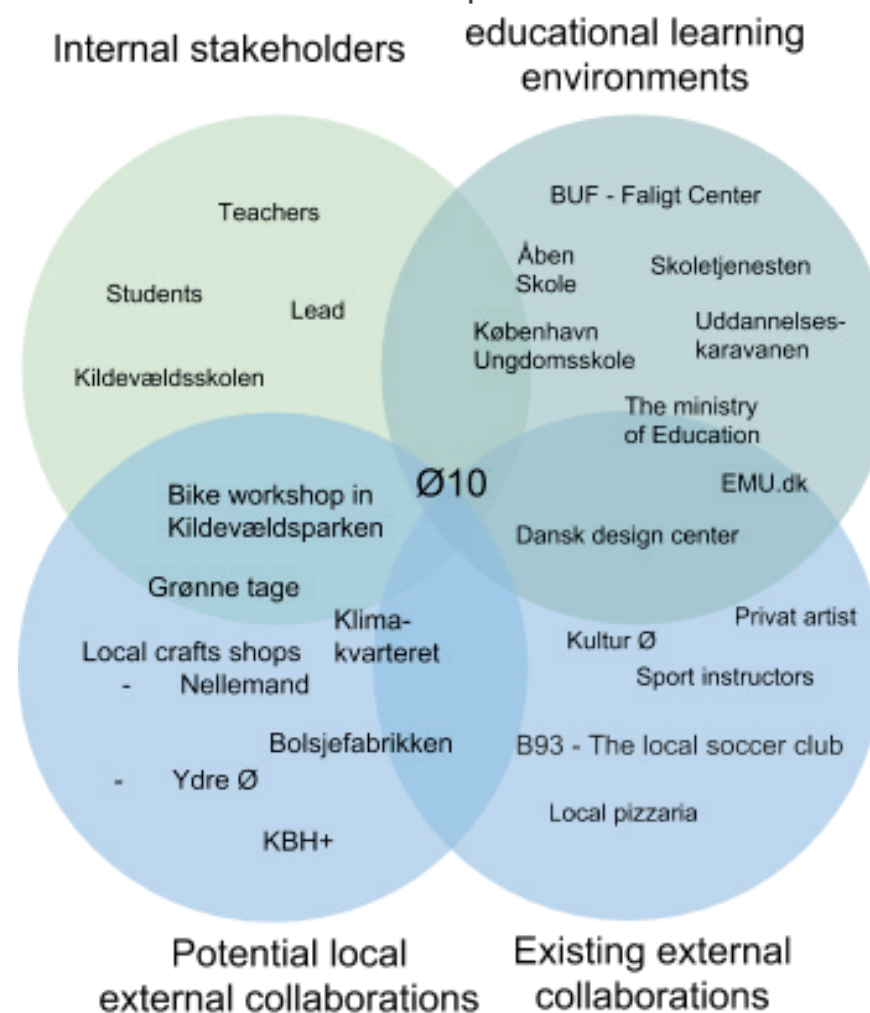 Internal stakeholders
educational learning
environments
Teachers
Students
Lead
Kildevældsskolen
BUF - Faligt Center
Åben
Skole
Skoletjenesten
København
Ungdomsskole
Uddannelses-
karavanen
The ministry
of Education
EMU.dk
Dansk design center
Ø10
Bike workshop in
Kildevældsparken
Grønne tage
Klima-
kvarteret
Local crafts shops
- Nellemand
Bolsjefabrikken
- Ydre Ø
KBH+
Privat artist
Kultur Ø
Sport instructors
B93 - The local soccer club
Local pizzaria
Potential local
external collaborations
Existing external
collaborations